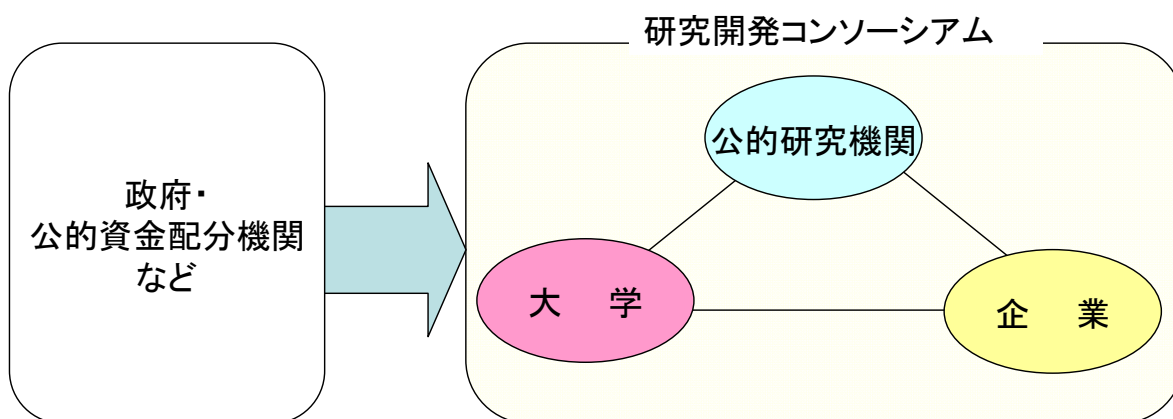 研究開発コンソーシアム
政府・
公的資金配分機関
など
公的研究機関
大　学
企　業